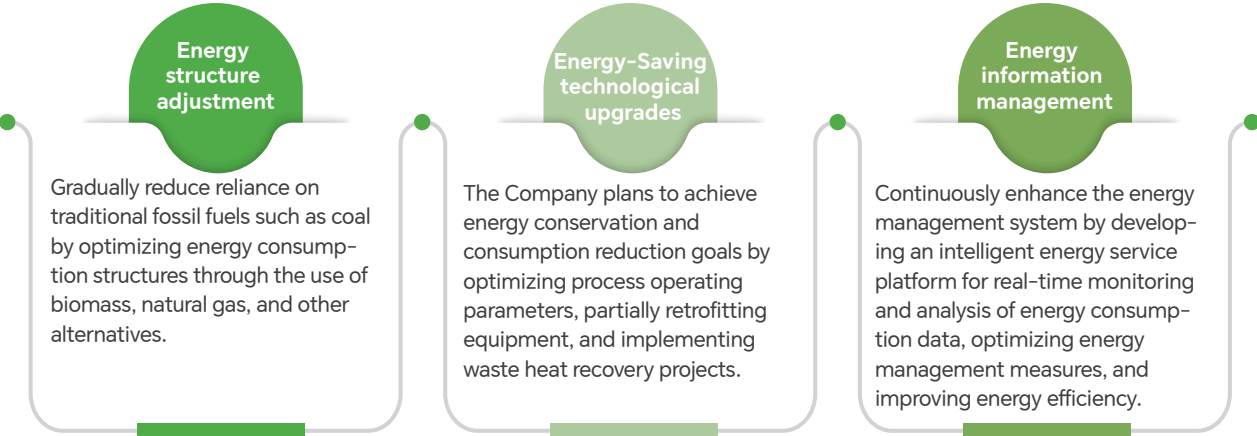 Energy
structure
adjustment
Gradually reduce reliance on
traditional fossil fuels such as coal
by optimizing energy consump-
tion structures through the use of
biomass, natural gas, and other
alternatives.
Energy-Saving
technological
upgrades
The Company plans to achieve
energy conservation and
consumption reduction goals by
optimizing process operating
parameters, partially retrofitting
equipment, and implementing
waste heat recovery projects.
Energy
information
management
Continuously enhance the energy
management system by develop-
ing an intelligent energy service
platform for real-time monitoring
and analysis of energy consump-
tion data, optimizing energy
management measures, and
improving energy efficiency.